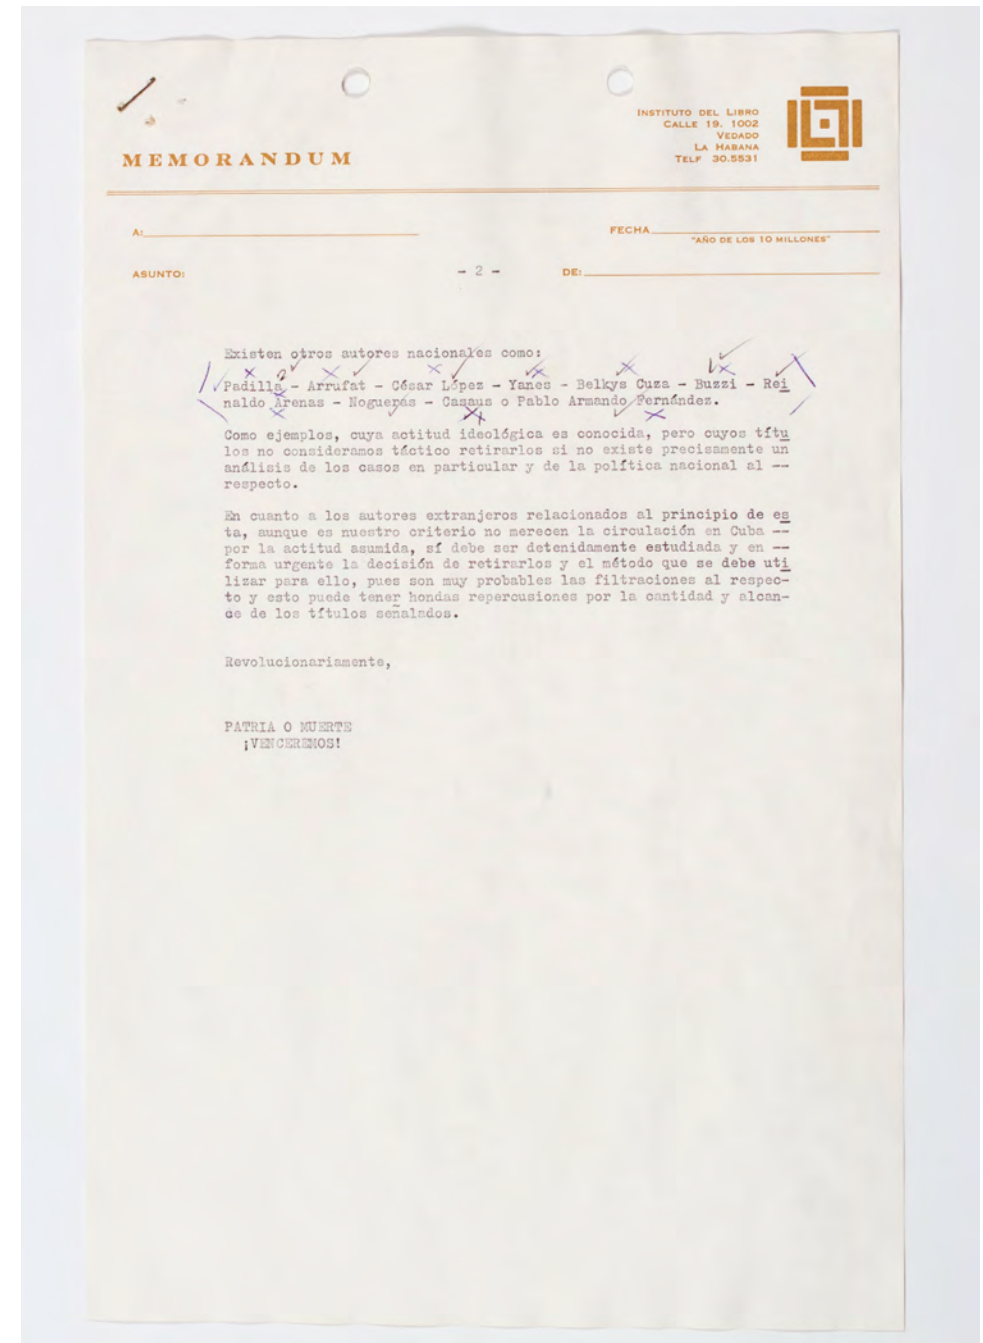 INSTITUTO DEL LIBRO
CALLE 19. 1002
VEDADO
LA HABANA
TELF 30.5531
MEMORANDUM
A:
FECHA
"AÑO DE LOS 10 MILLONES"
ASUNTO:
- 2 -
DE:
Existen otros autores nacionales como:
Padilla - Arrufat - César López - Yanes - Belkys Cuza - Buzzi - Rei
naldo Arenas - Nogueras - Casaus o Pablo Armando Fernández.
Como ejemplos, cuya actitud ideológica es conocida, pero cuyos títu
los no consideramos táctico retirarlos si no existe precisamente un
análisis de los casos en particular y de la política nacional al --
respecto.
En cuanto a los autores extranjeros relacionados al principio de es
ta, aunque es nuestro criterio no merecen la circulación en Cuba --
por la actitud asumida, sí debe ser detenidamente estudiada y en --
forma urgente la decisión de retirarlos y el método que se debe uti
lizar para ello, pues son muy probables las filtraciones al respec-
to y esto puede tener hondas repercusiones por la cantidad y alcan-
ce de los títulos señalados.
Revolucionariamente,
PATRIA O MUERTE
¡VENCEREMOS!